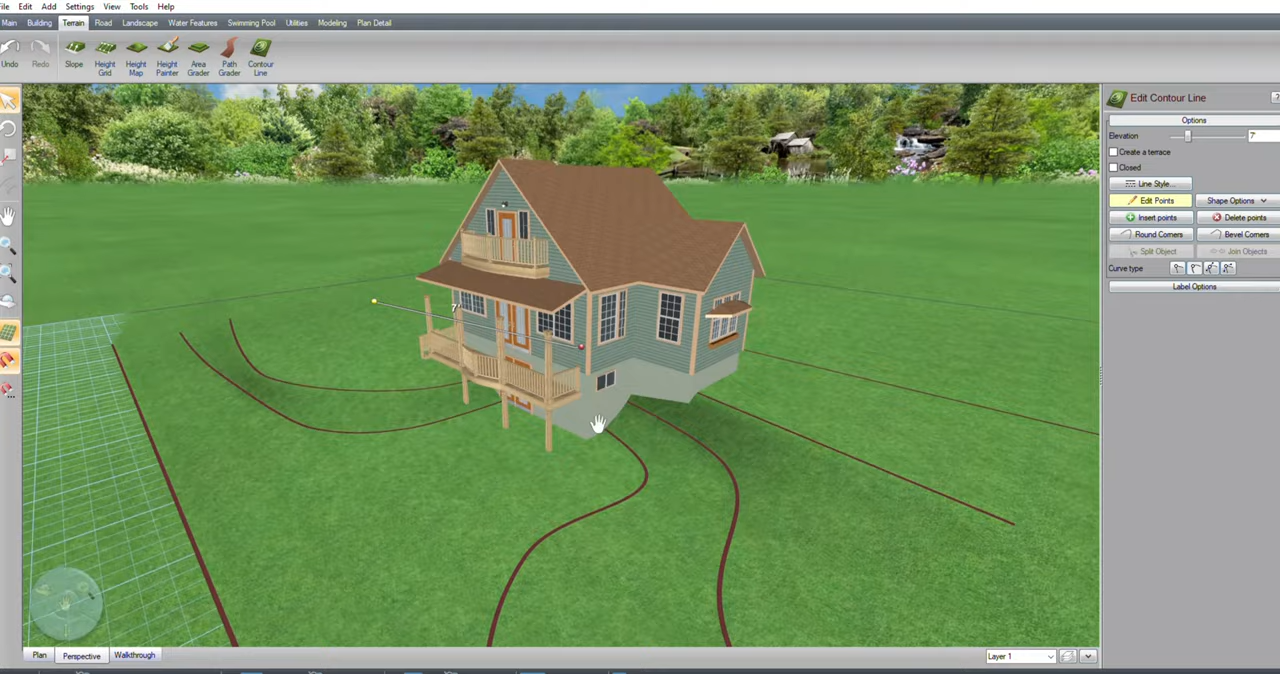 File Edit Add Settings View Tools Help
Main Building Terrain Road Landscape Water Features Swimming Pool Utilities Modeling Plan Detail
Undo Redo Slope Height Grid Height Map Height Painter Area Grader Path Grader Contour Line
Edit Contour Line ?
Options
Elevation 7'
Create a terrace
Closed
Line Style...
Edit Points Shape Options
Insert points Delete points
Round Corners Bevel Corners
Split Object Join Objects
Curve type
Label Options
7'
Plan Perspective Walkthrough Layer 1